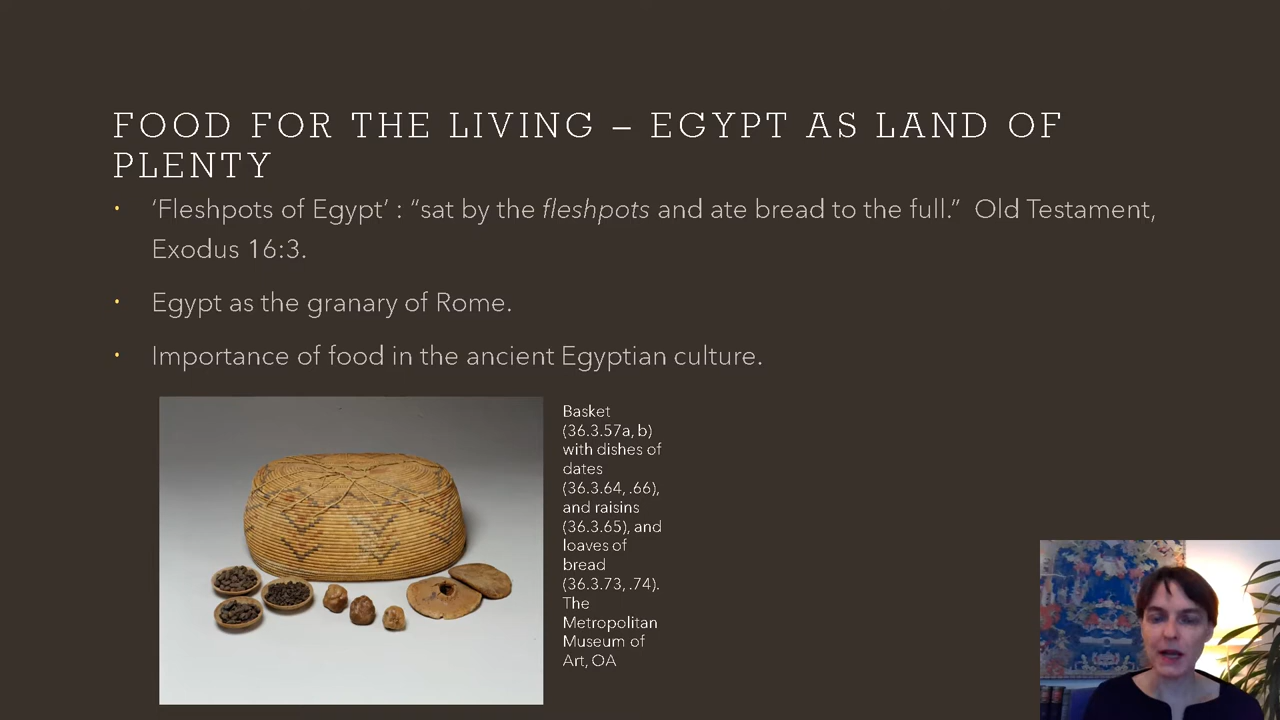 FOOD FOR THE LIVING – EGYPT AS LAND OF
PLENTY
• ‘Fleshpots of Egypt’ : “sat by the fleshpots and ate bread to the full.” Old Testament,
Exodus 16:3.
• Egypt as the granary of Rome.
• Importance of food in the ancient Egyptian culture.
Basket
(36.3.57a, b)
with dishes of
dates
(36.3.64, .66),
and raisins
(36.3.65), and
loaves of
bread
(36.3.73, .74).
The
Metropolitan
Museum of
Art, OA